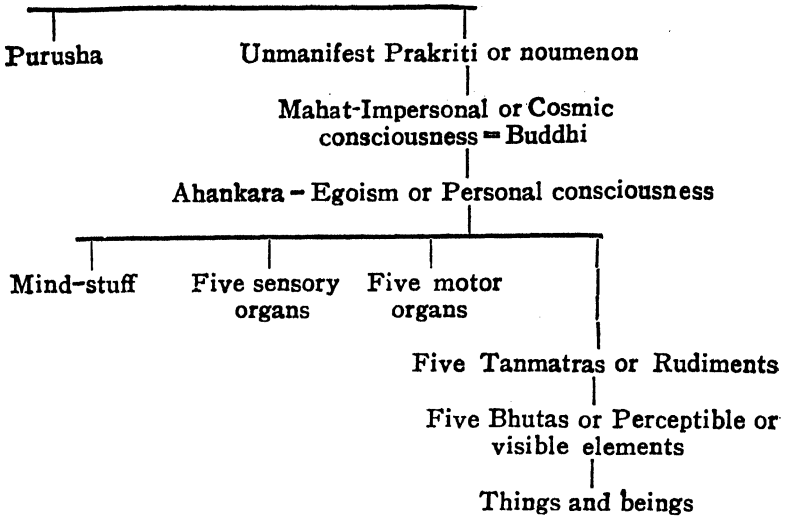 Purusha
Unmanifest Prakriti or noumenon
Mahat-Impersonal or Cosmic
consciousness = Buddhi
Ahankara - Egoism or Personal consciousness
Mind-stuff
Five sensory
organs
Five motor
organs
Five Tanmatras or Rudiments
Five Bhutas or Perceptible or
visible elements
Things and beings